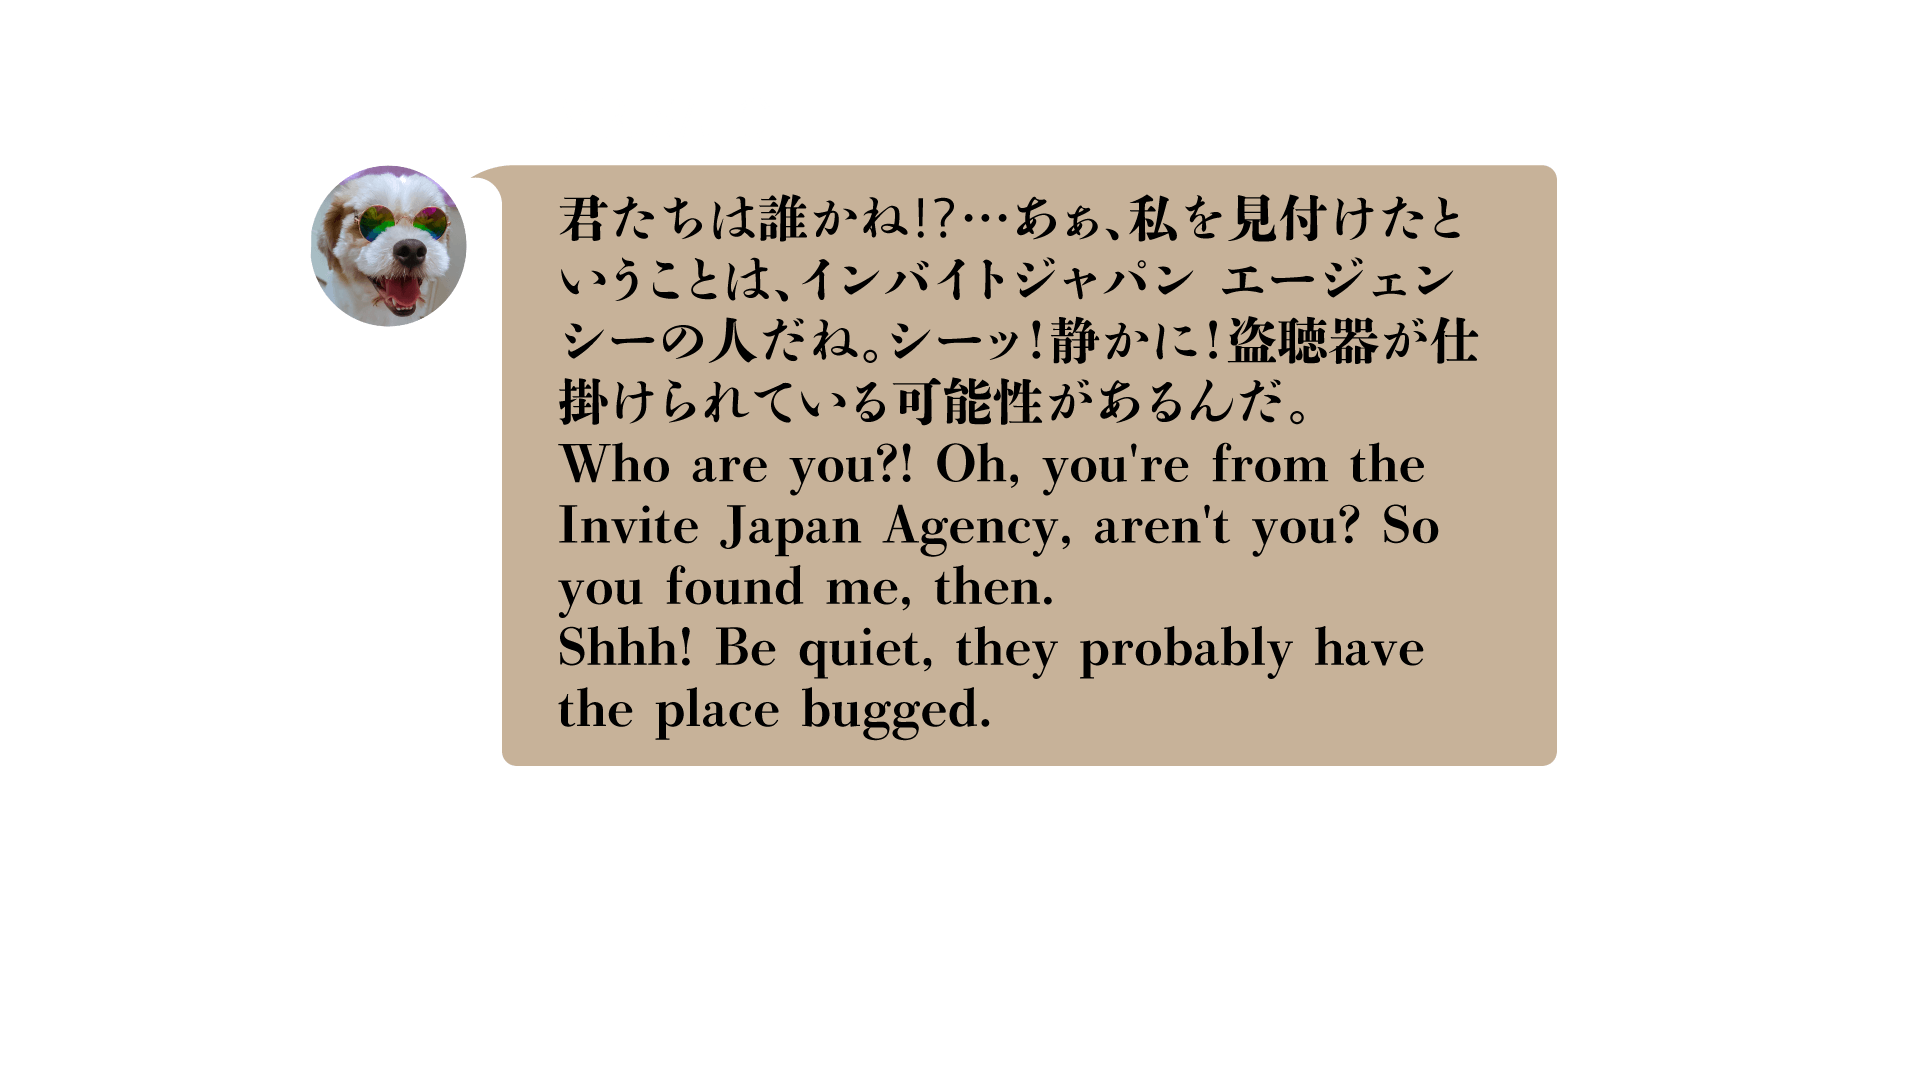 君たちは誰かね!?…あぁ、私を見付けたと
いうことは、インバイトジャパン エージェン
シーの人だね。シーッ!静かに!盗聴器が仕
掛けられている可能性があるんだ。
Who are you?! Oh, you're from the
Invite Japan Agency, aren't you? So
you found me, then.
Shhh! Be quiet, they probably have
the place bugged.